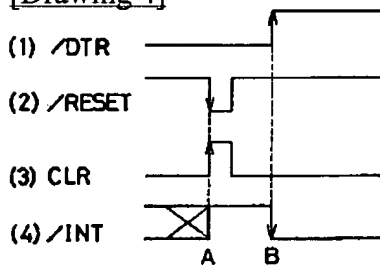 [Drawing 4]
(1) /DTR
(2) /RESET
(3) CLR
(4) /INT
A B